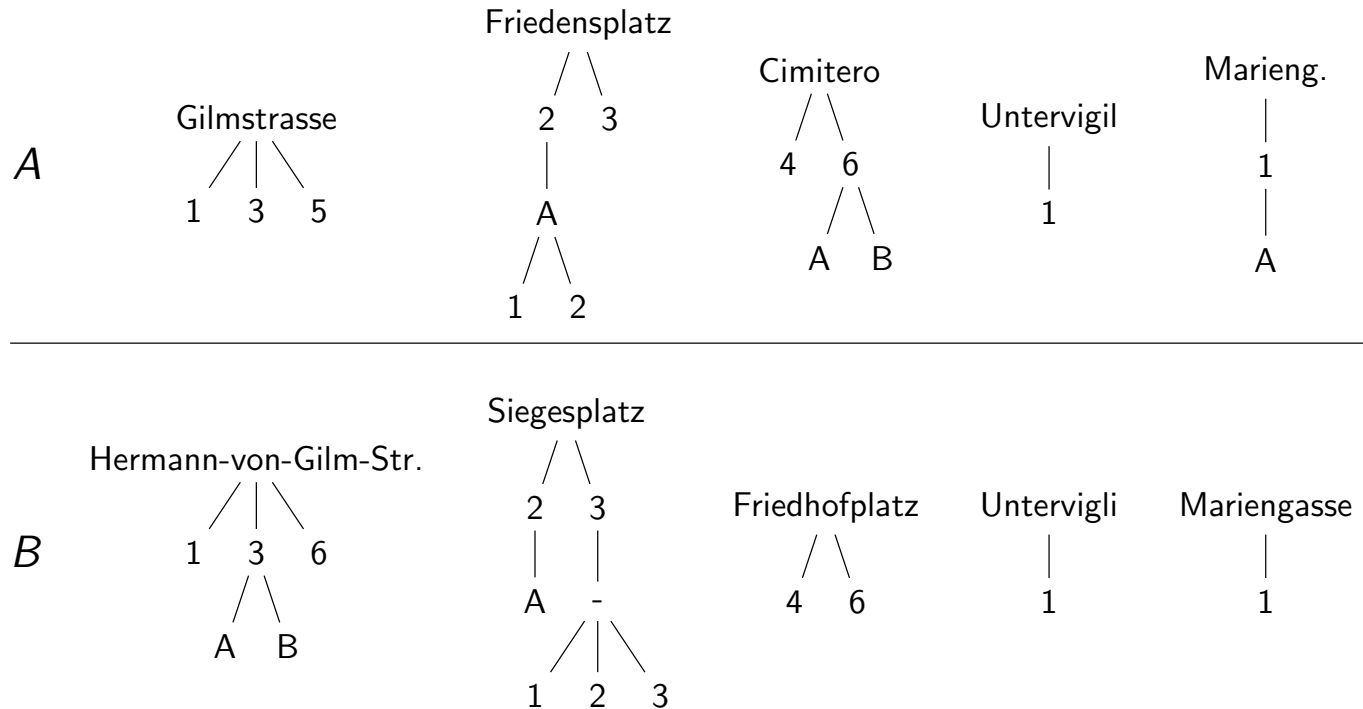 Friedensplatz
Cimitero
Marieng.
Gilmstrasse
2 3
Untervigil
A
4 6
1
1 3 5
A
1
A B
A
1 2
Siegesplatz
Hermann-von-Gilm-Str.
2 3
Friedhofplatz
Untervigli
Mariengasse
B
1 3 6
A -
4 6
1
1
A B
1 2 3